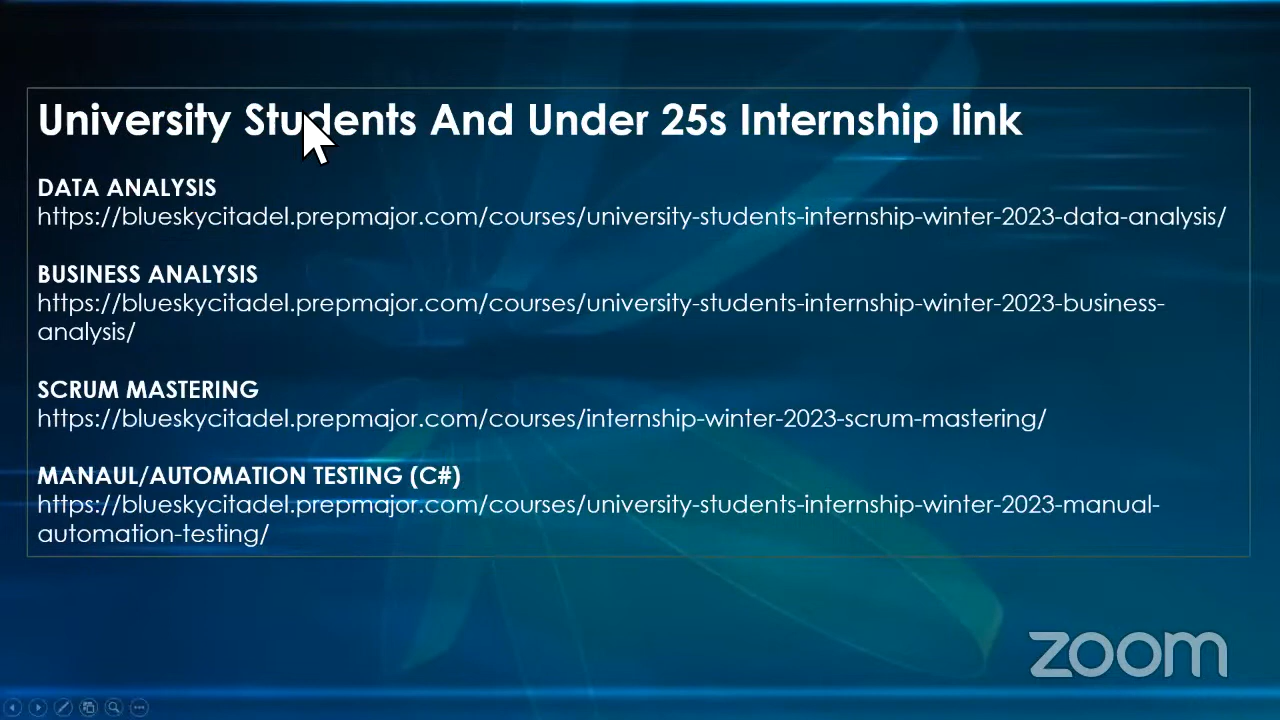 University Students And Under 25s Internship link
DATA ANALYSIS
https://blueskycitadel.prepmajor.com/courses/university-students-internship-winter-2023-data-analysis/
BUSINESS ANALYSIS
https://blueskycitadel.prepmajor.com/courses/university-students-internship-winter-2023-business-
analysis/
SCRUM MASTERING
https://blueskycitadel.prepmajor.com/courses/internship-winter-2023-scrum-mastering/
MANAUL/AUTOMATION TESTING (C#)
https://blueskycitadel.prepmajor.com/courses/university-students-internship-winter-2023-manual-
automation-testing/
zoom